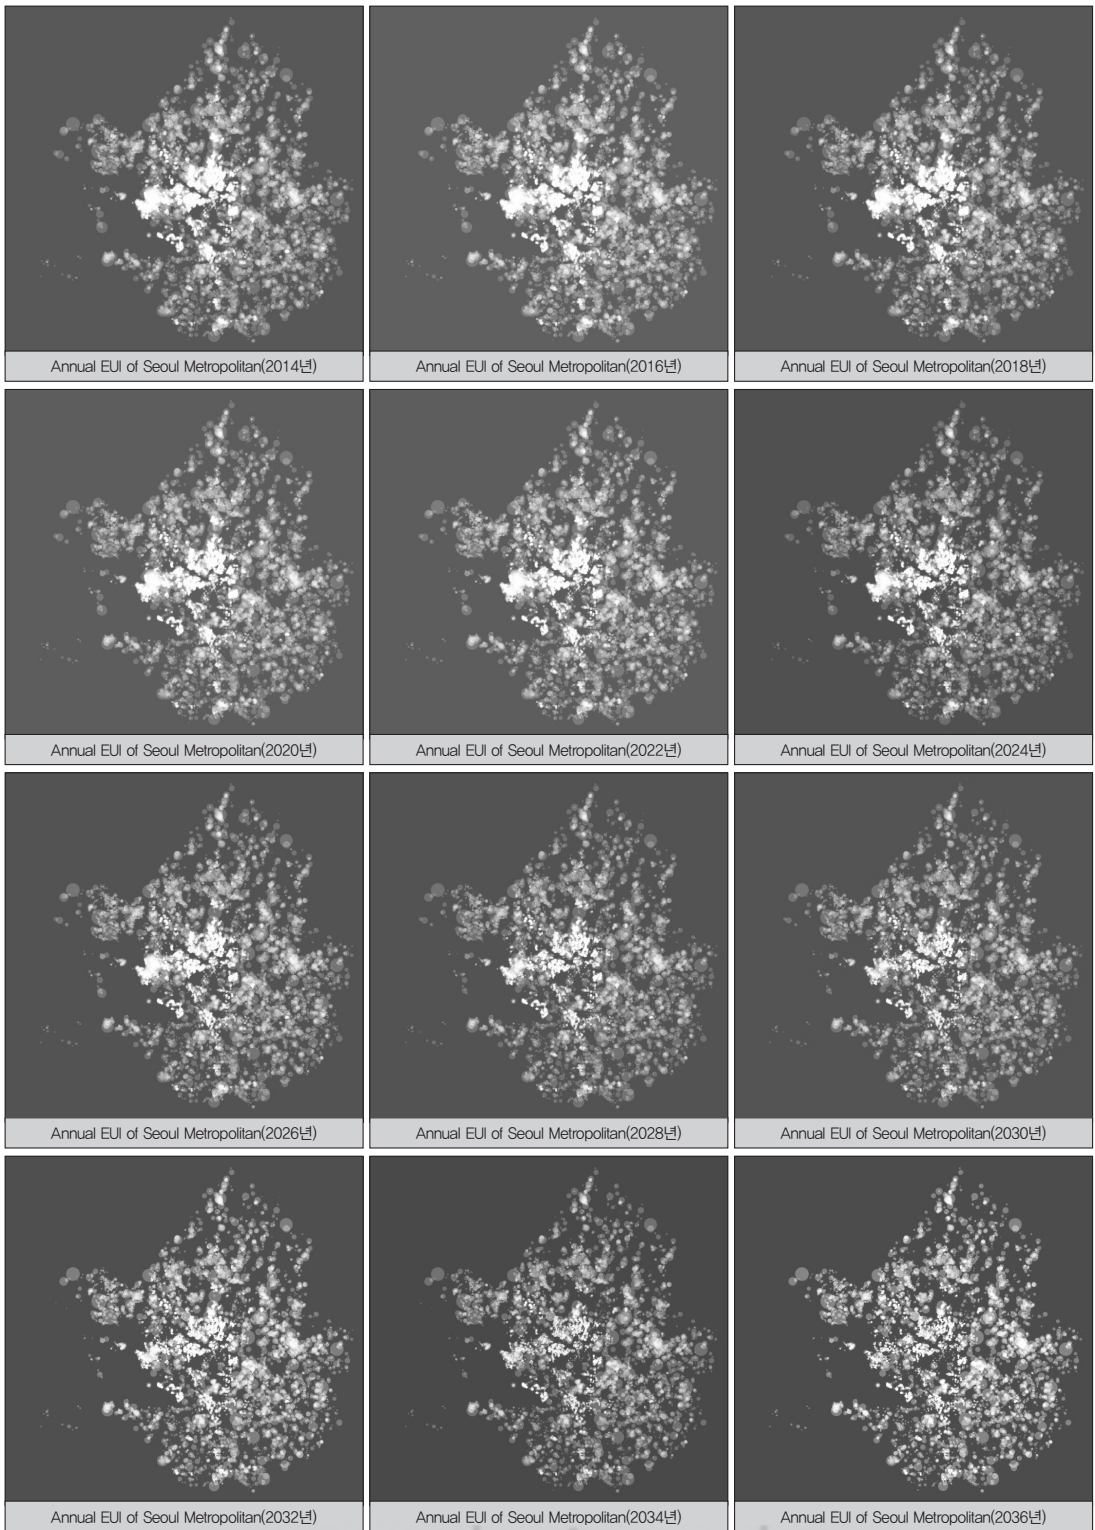 Annual EUI of Seoul Metropolitan(2014년)
Annual EUI of Seoul Metropolitan(2016년)
Annual EUI of Seoul Metropolitan(2018년)
Annual EUI of Seoul Metropolitan(2020년)
Annual EUI of Seoul Metropolitan(2022년)
Annual EUI of Seoul Metropolitan(2024년)
Annual EUI of Seoul Metropolitan(2026년)
Annual EUI of Seoul Metropolitan(2028년)
Annual EUI of Seoul Metropolitan(2030년)
Annual EUI of Seoul Metropolitan(2032년)
Annual EUI of Seoul Metropolitan(2034년)
Annual EUI of Seoul Metropolitan(2036년)